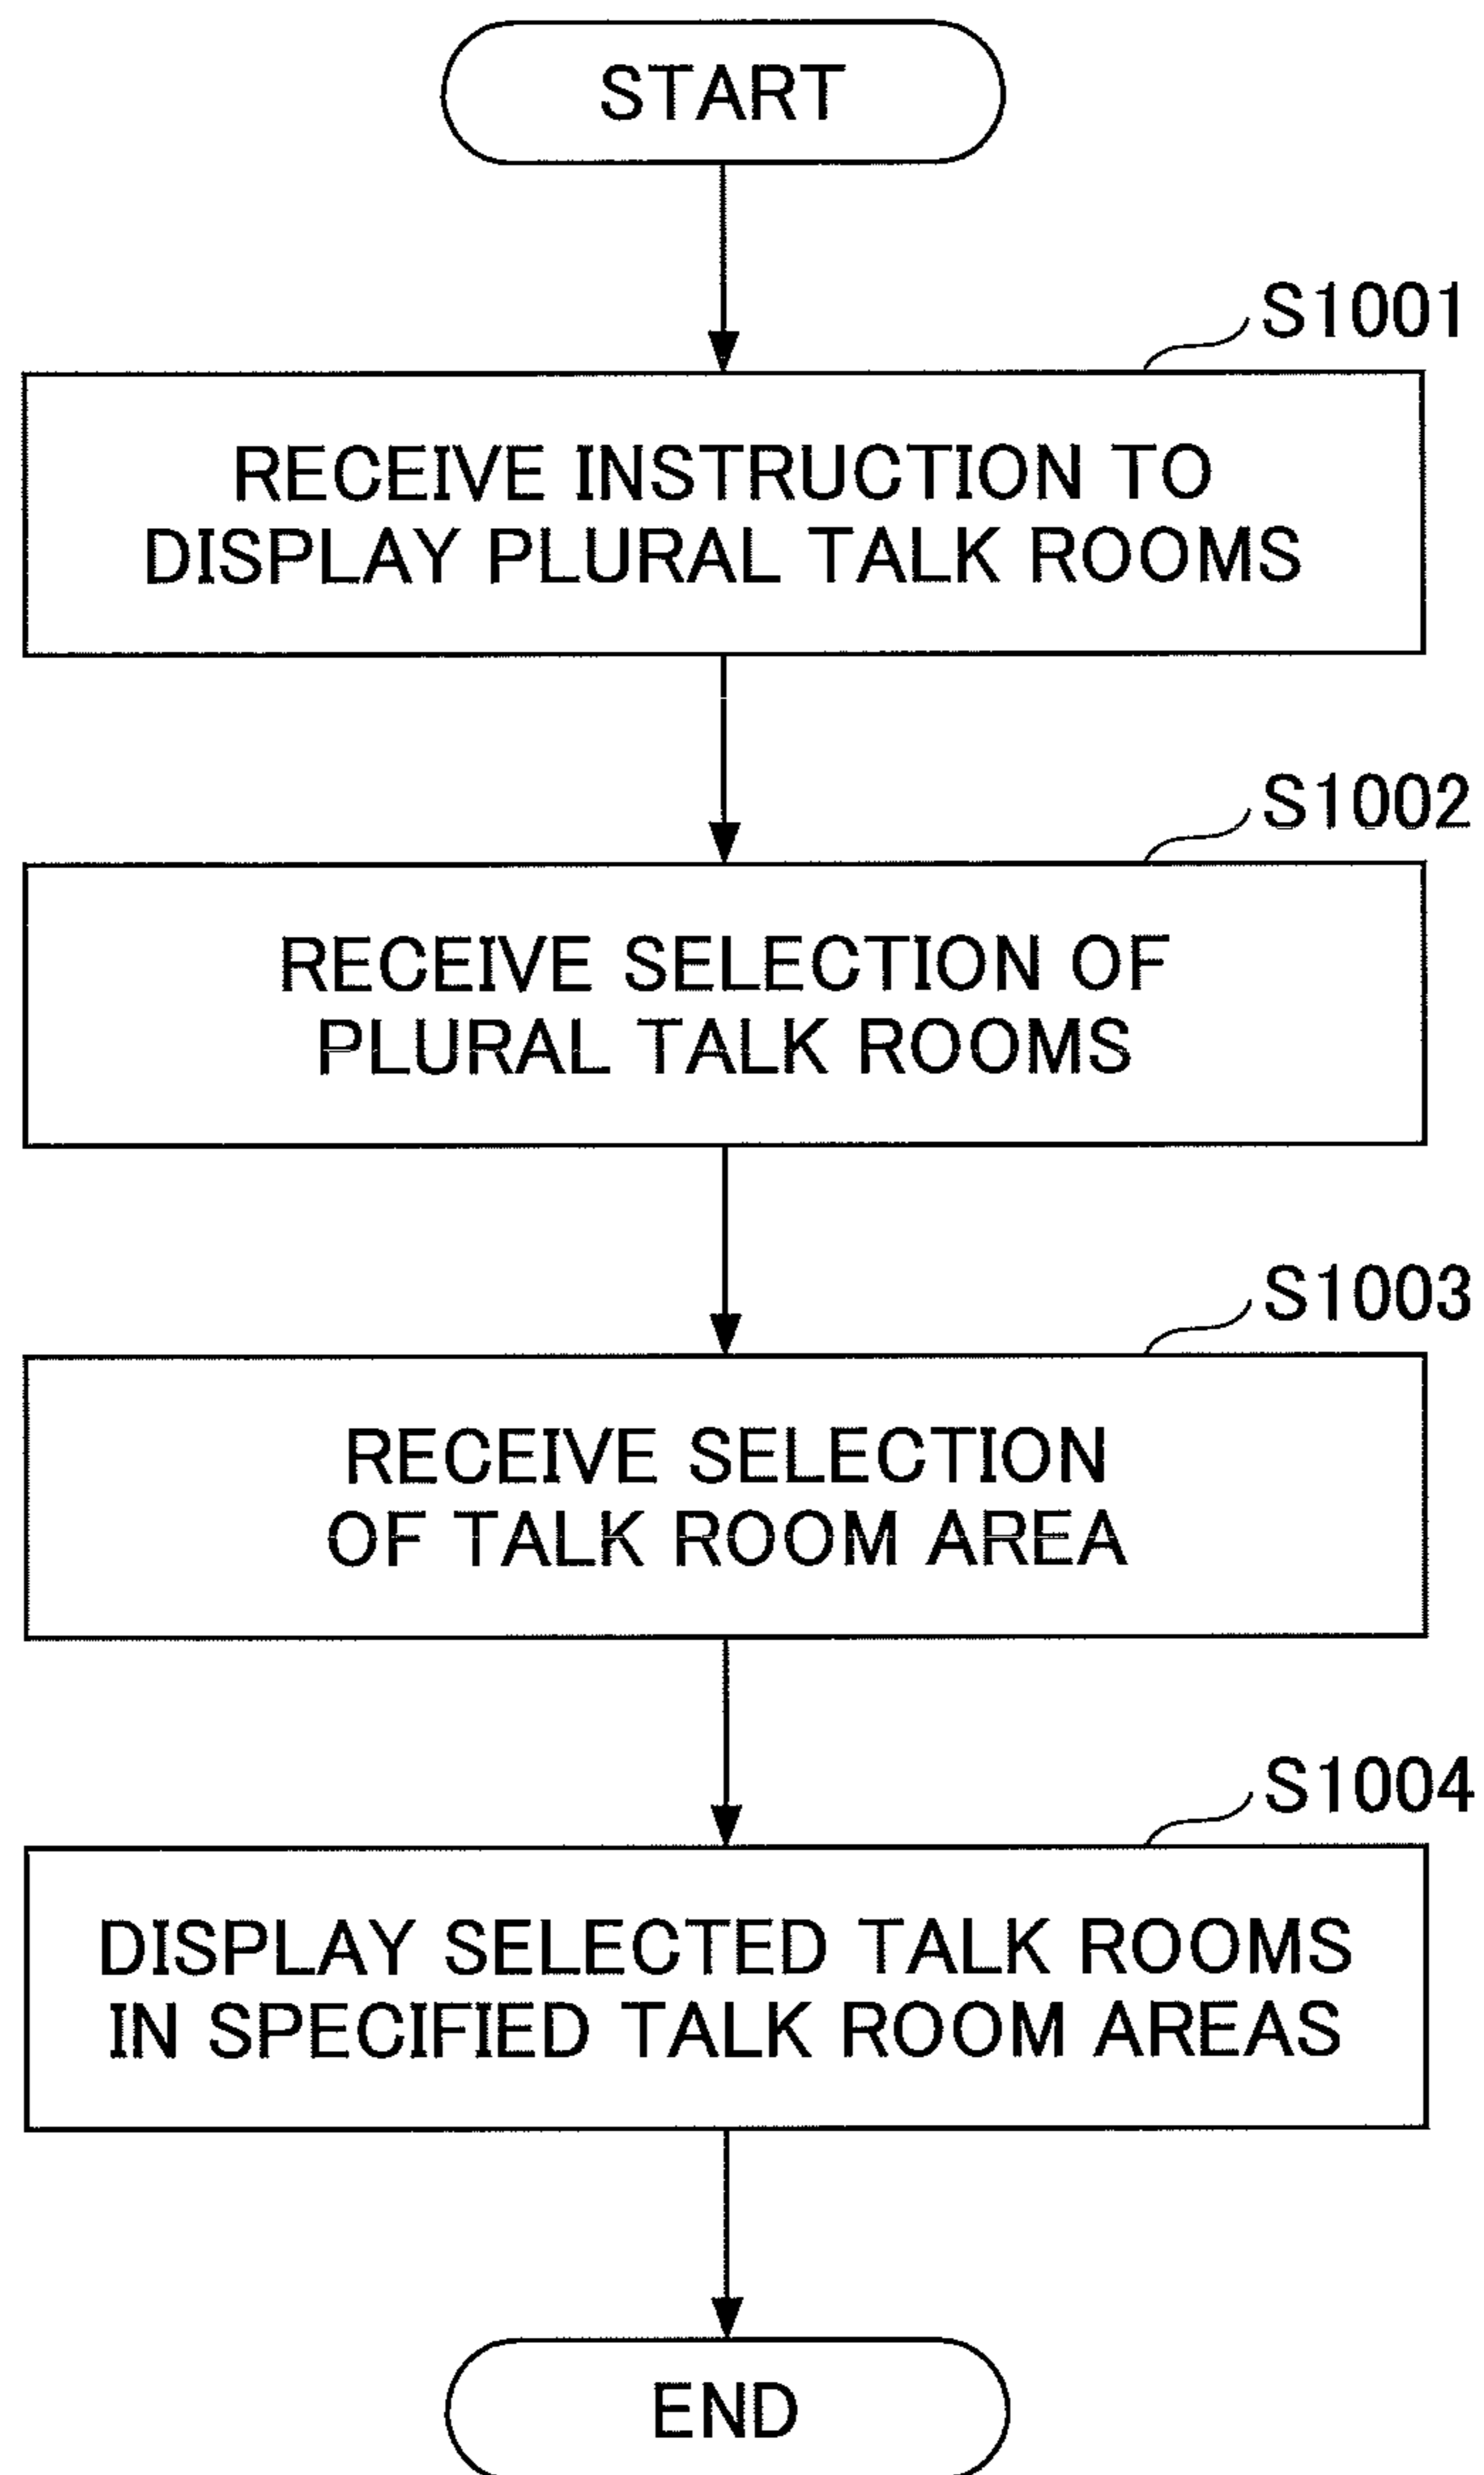 START
S1001
RECEIVE INSTRUCTION TO
DISPLAY PLURAL TALK ROOMS
S1002
RECEIVE SELECTION OF
PLURAL TALK ROOMS
S1003
RECEIVE SELECTION
OF TALK ROOM AREA
S1004
DISPLAY SELECTED TALK ROOMS
IN SPECIFIED TALK ROOM AREAS
END